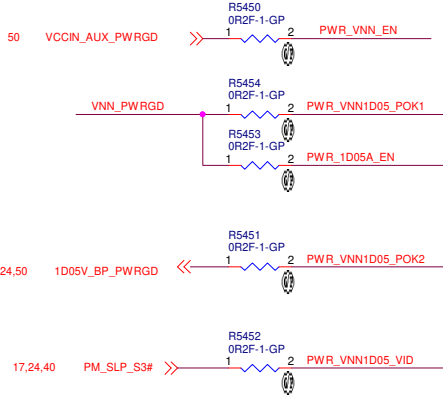 R5450
0R2F-1-GP
50 VCCIN_AUX_PWRGD 1 2 PWR_VNN_EN
R5454
0R2F-1-GP
VNN_PWRGD 1 2 PWR_VNN1D05_POK1
R5453
0R2F-1-GP
1 2 PWR_1D05A_EN
R5451
0R2F-1-GP
24,50 1D05V_BP_PWRGD 1 2 PWR_VNN1D05_POK2
R5452
0R2F-1-GP
17,24,40 PM_SLP_S3# 1 2 PWR_VNN1D05_VID